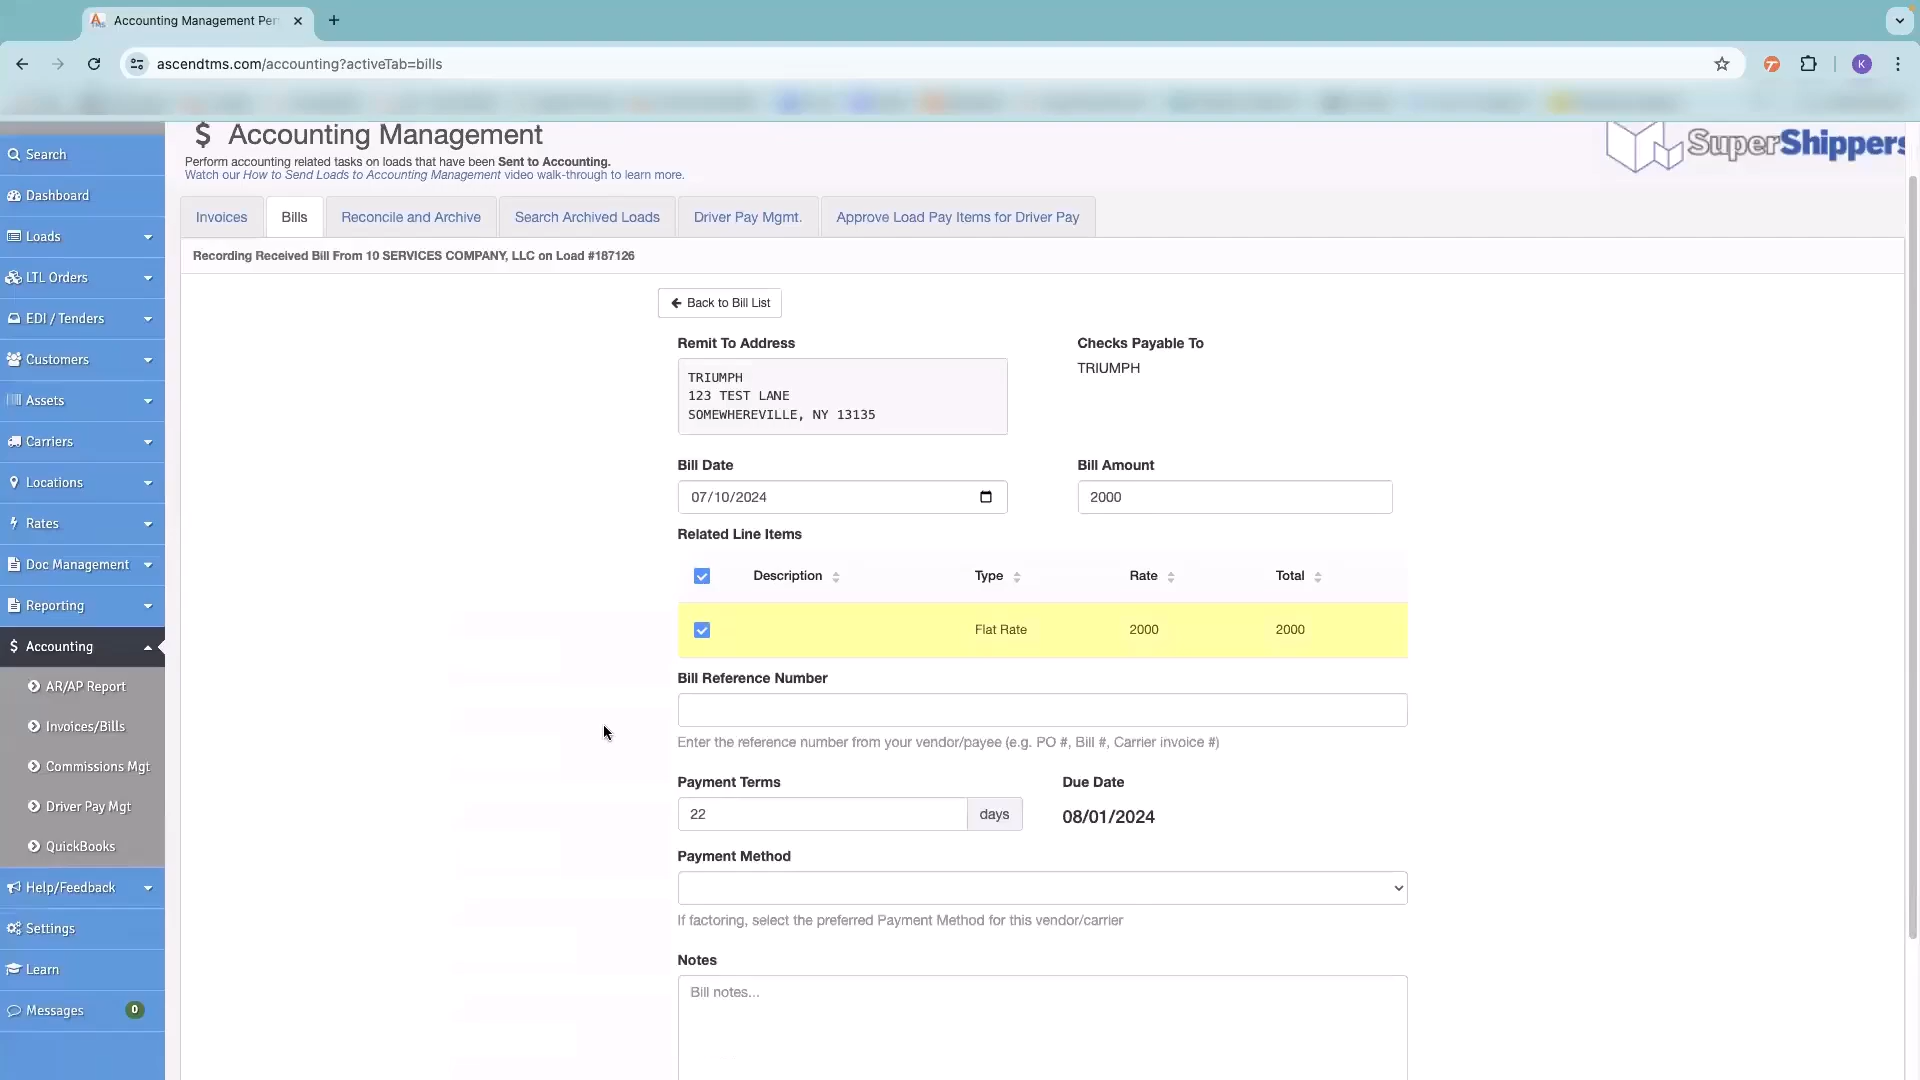 Accounting Management Per
ascendtms.com/accounting?activeTab=bills
K
$ Accounting Management
SuperShippers
Perform accounting related tasks on loads that have been Sent to Accounting.
Watch our How to Send Loads to Accounting Management video walk-through to learn more.
Search
Dashboard
Loads
LTL Orders
EDI / Tenders
Customers
Assets
Carriers
Locations
Rates
Doc Management
Reporting
$ Accounting
AR/AP Report
Invoices/Bills
Commissions Mgt
Driver Pay Mgt
QuickBooks
Help/Feedback
Settings
Learn
Messages 0
Invoices Bills Reconcile and Archive Search Archived Loads Driver Pay Mgmt. Approve Load Pay Items for Driver Pay
Recording Received Bill From 10 SERVICES COMPANY, LLC on Load #187126
Back to Bill List
Remit To Address Checks Payable To
TRIUMPH
TRIUMPH
123 TEST LANE
SOMEWHEREVILLE, NY 13135
Bill Date Bill Amount
07/10/2024 2000
Related Line Items
Description Type Rate Total
Flat Rate 2000 2000
Bill Reference Number
Enter the reference number from your vendor/payee (e.g. PO #, Bill #, Carrier invoice #)
Payment Terms Due Date
22 days 08/01/2024
Payment Method
If factoring, select the preferred Payment Method for this vendor/carrier
Notes
Bill notes...